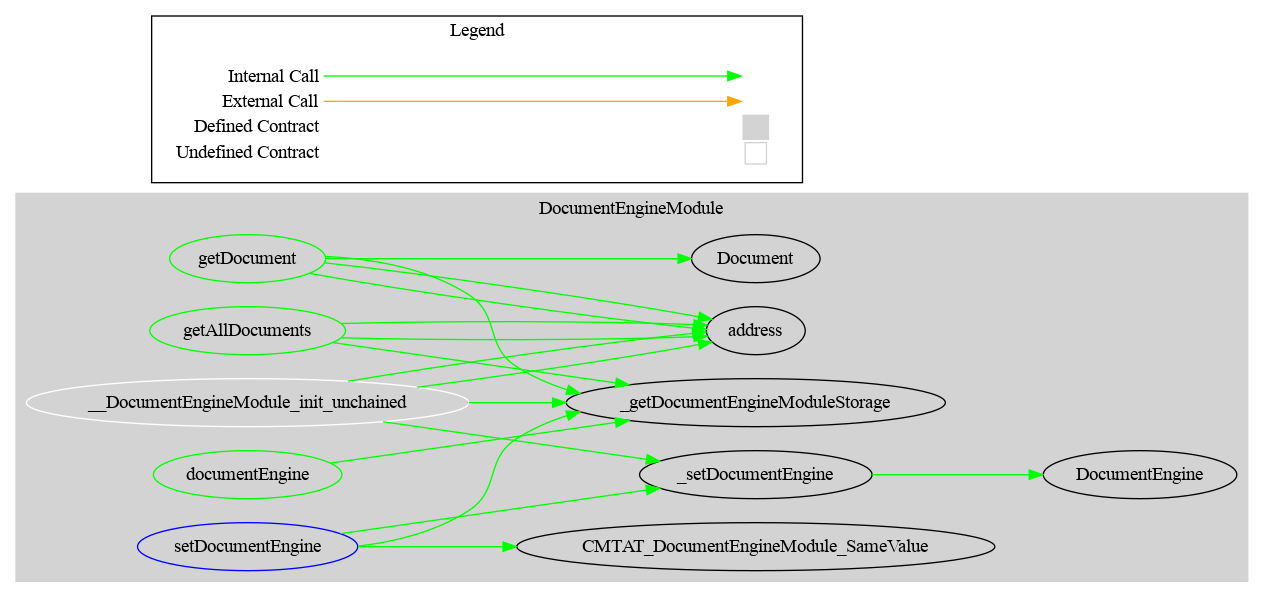 Legend
Internal Call
External Call
Defined Contract
Undefined Contract
DocumentEngineModule
getDocument
Document
getAllDocuments
address
__DocumentEngineModule_init_unchained
_getDocumentEngineModuleStorage
documentEngine
_setDocumentEngine
DocumentEngine
setDocumentEngine
CMTAT_DocumentEngineModule_SameValue